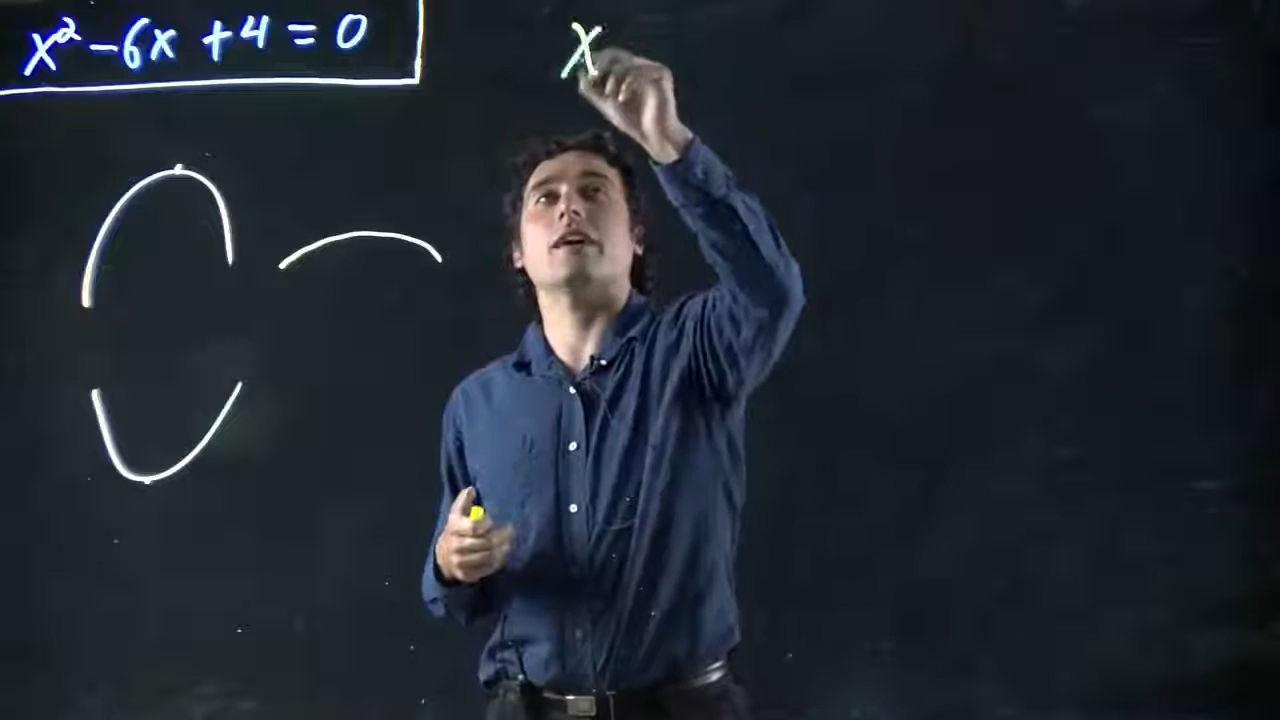 x² - 6x + 4 = 0
x